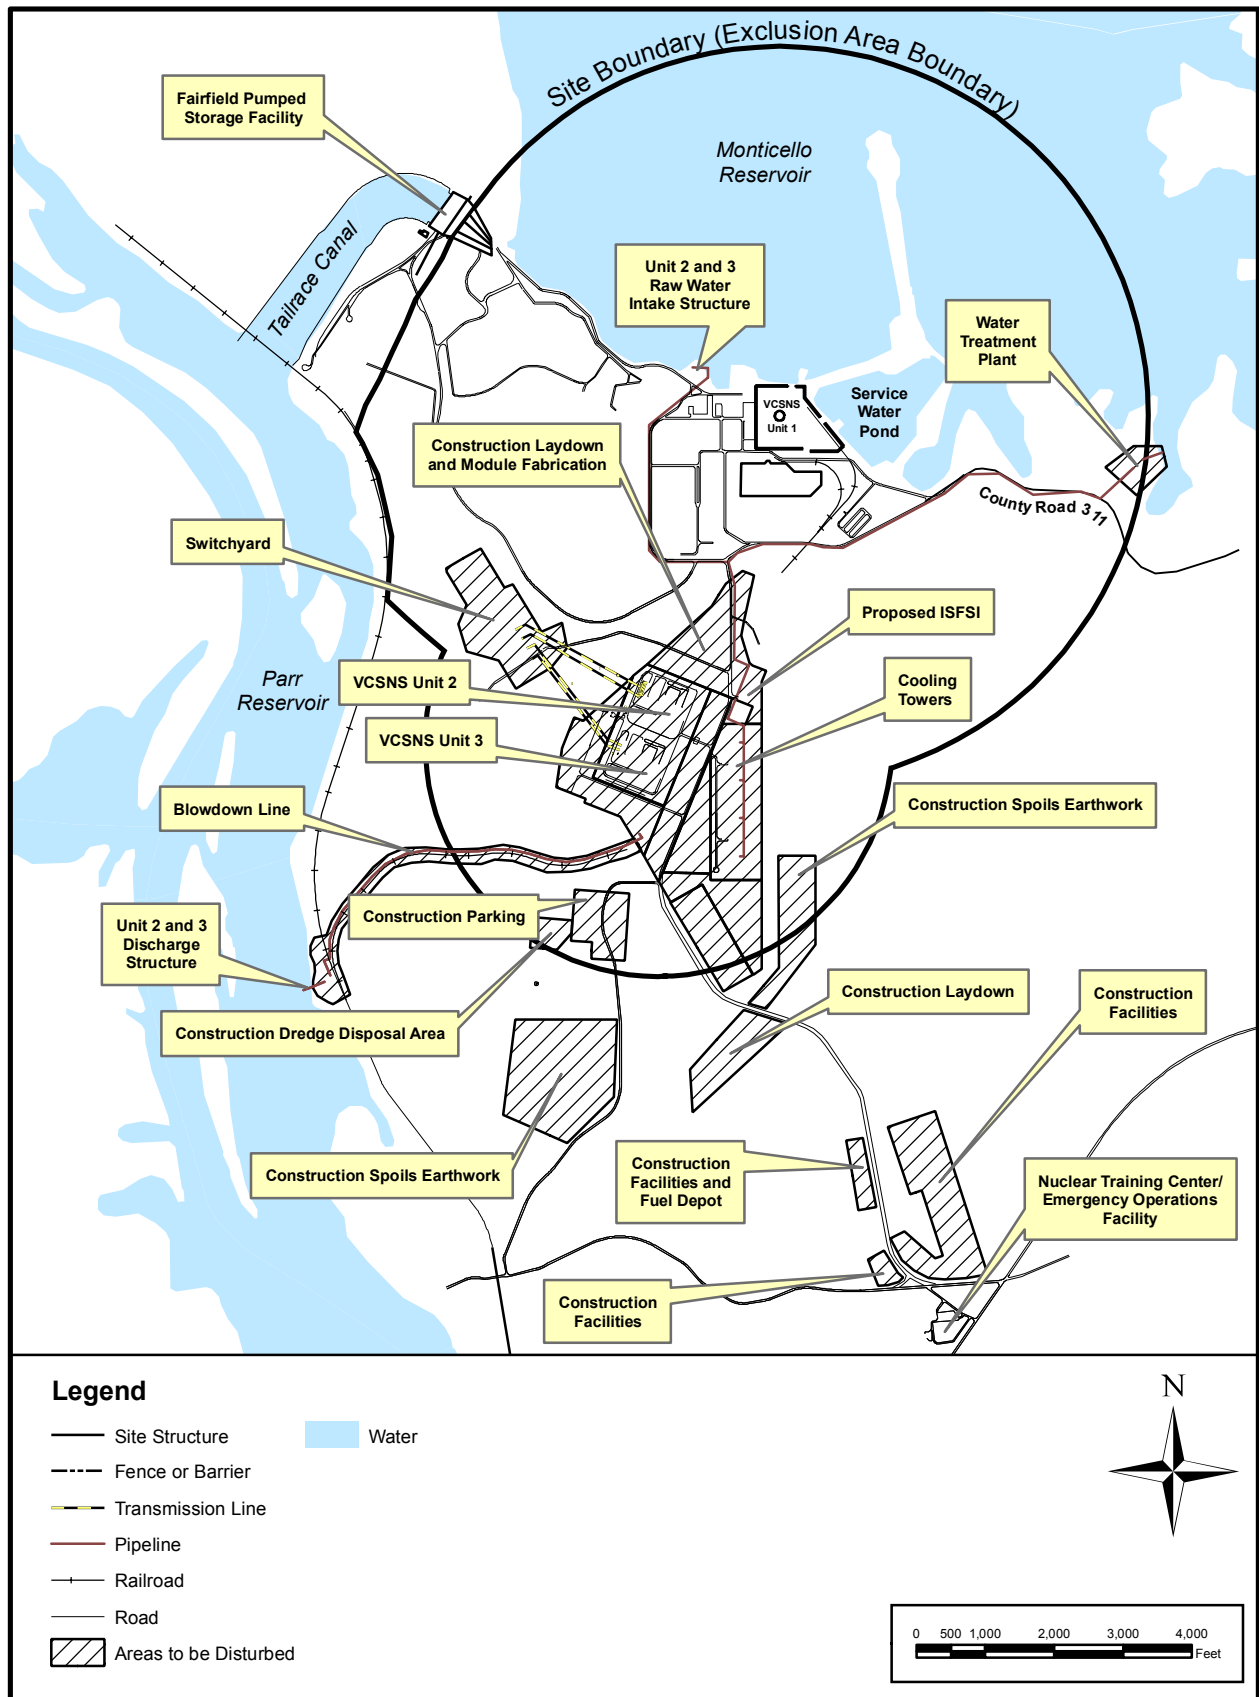 Site Boundary (Exclusion Area Boundary)
Fairfield Pumped
Storage Facility
Monticello
Reservoir
Tailrace Canal
Unit 2 and 3
Raw Water
Intake Structure
Water
Treatment
Plant
VCSNS
Unit 1
Service
Water
Pond
Construction Laydown
and Module Fabrication
County Road 311
Switchyard
Proposed ISFSI
Parr
Reservoir
VCSNS Unit 2
Cooling
Towers
VCSNS Unit 3
Blowdown Line
Construction Spoils Earthwork
Construction Parking
Unit 2 and 3
Discharge
Structure
Construction Laydown
Construction
Facilities
Construction Dredge Disposal Area
Construction Spoils Earthwork
Construction
Facilities and
Fuel Depot
Nuclear Training Center/
Emergency Operations
Facility
Construction
Facilities
Legend
Site Structure
Water
Fence or Barrier
Transmission Line
Pipeline
Railroad
Road
Areas to be Disturbed
N
0 500 1,000 2,000 3,000 4,000
Feet